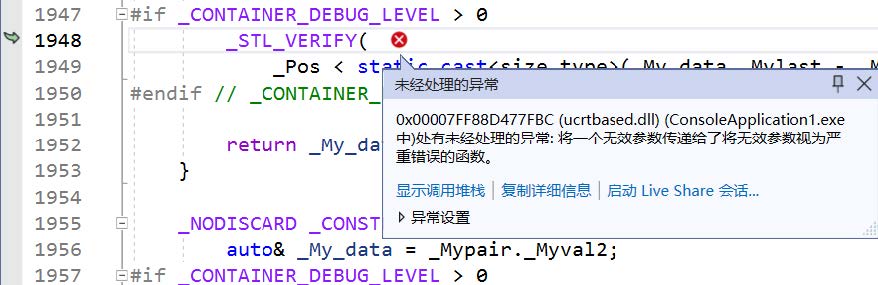 1947 #if _CONTAINER_DEBUG_LEVEL > 0
1948 _STL_VERIFY(
1949 _Pos < static_cast<size_type>(_My_data._Mylast - _M
1950 #endif // _CONTAINER_
1951
1952 return _My_da
1953 }
1954
1955 _NODISCARD _CONST
1956 auto& _My_data = _Mypair._Myval2;
1957 #if _CONTAINER_DEBUG_LEVEL > 0
未经处理的异常
0x00007FF88D477FBC (ucrtbased.dll) (ConsoleApplication1.exe
中)处有未经处理的异常: 将一个无效参数传递给了将无效参数视为严
重错误的函数。
显示调用堆栈 | 复制详细信息 | 启动 Live Share 会话...
异常设置